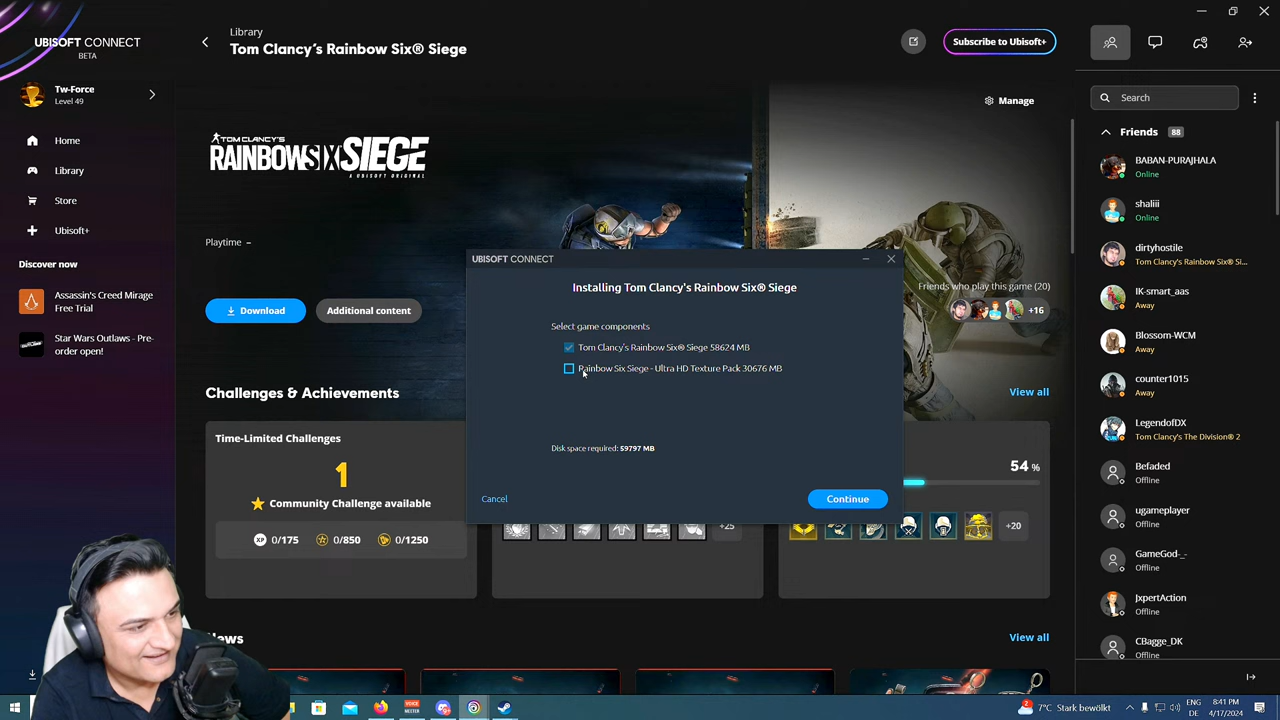 UBISOFT CONNECT
BETA
Library
Tom Clancy's Rainbow Six® Siege
Subscribe to Ubisoft+
Tw-Force
Level 49
Home
Library
Store
Ubisoft+
Discover now
Assassin's Creed Mirage
Free Trial
Star Wars Outlaws - Pre-
order open!
Manage
TOM CLANCY'S
RAINBOWSIX SIEGE
A UBISOFT ORIGINAL
Playtime –
Download
Additional content
Friends who play this game (20)
+16
UBISOFT CONNECT
Installing Tom Clancy's Rainbow Six® Siege
Select game components
Tom Clancy's Rainbow Six® Siege 58624 MB
Rainbow Six Siege - Ultra HD Texture Pack 30676 MB
Disk space required: 59797 MB
Cancel
Continue
Challenges & Achievements
View all
Time-Limited Challenges
1
Community Challenge available
XP 0/175
0/850
0/1250
+25
54 %
+20
News
View all
Search
Friends 88
BABAN-PURAJHALA
Online
shaliii
Online
dirtyhostile
Tom Clancy's Rainbow Six® Si...
IK-smart_aas
Away
Blossom-WCM
Away
counter1015
Away
LegendofDX
Tom Clancy's The Division® 2
Befaded
Offline
ugameplayer
Offline
GameGod-_-
Offline
JxpertAction
Offline
CBagge_DK
Offline
VOICE
MEETER
2
7°C Stark bewölkt
ENG
DE
8:41 PM
4/17/2024